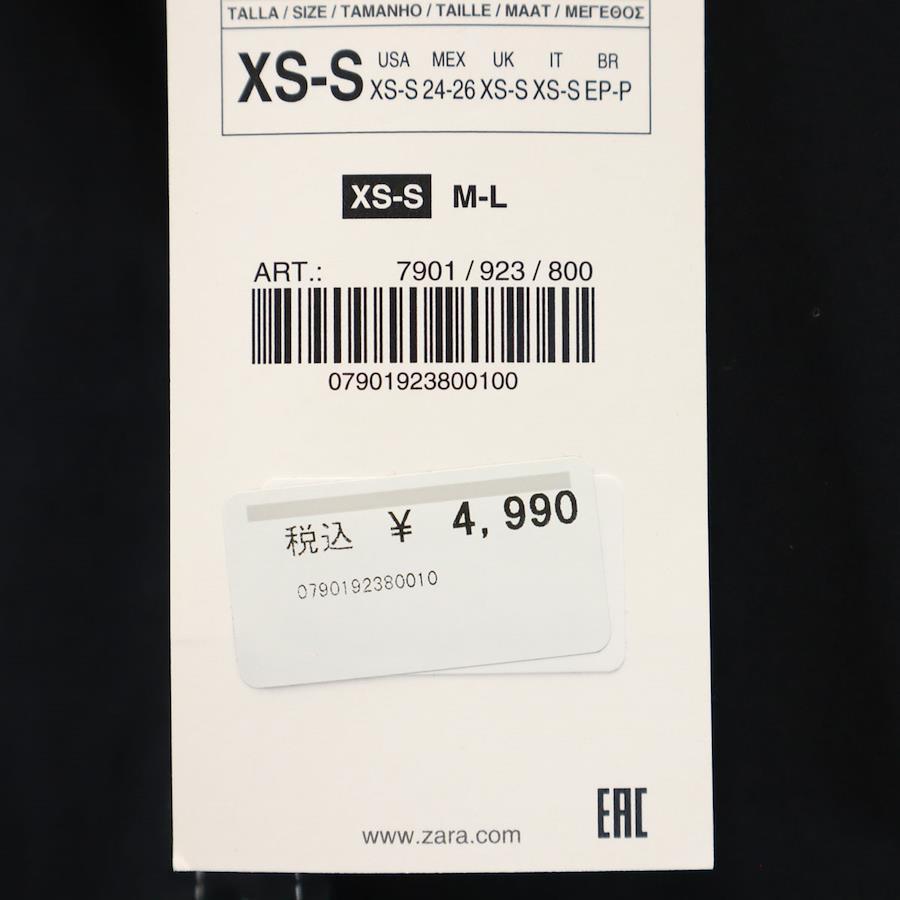 TALLA / SIZE / TAMANHO / TAILLE / MAAT / ΜΕΓΕΘΟΣ
XS-S USA MEX UK IT BR
XS-S 24-26 XS-S XS-S EP-P
XS-S M-L
ART.: 7901 / 923 / 800
07901923800100
税込 ¥ 4,990
0790192380010
www.zara.com
EAC